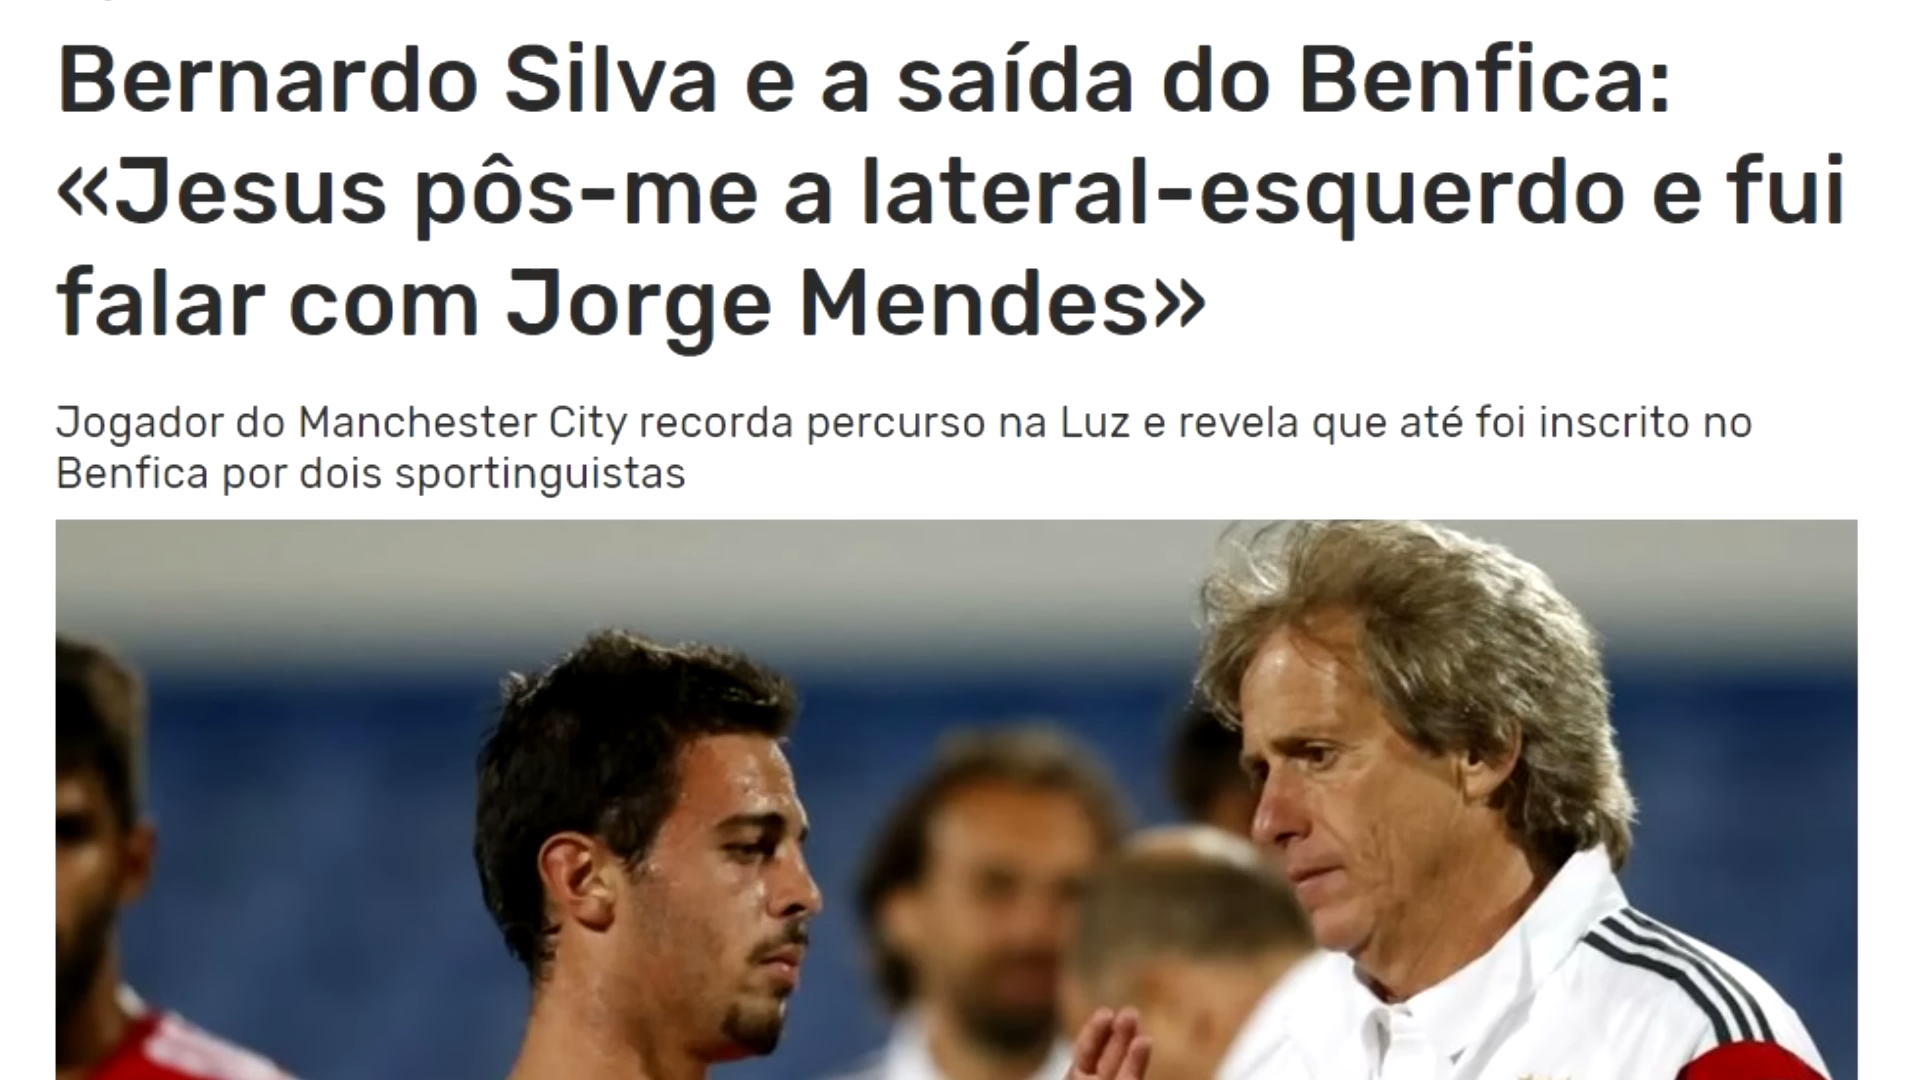 Bernardo Silva e a saída do Benfica:
«Jesus pôs-me a lateral-esquerdo e fui
falar com Jorge Mendes»
Jogador do Manchester City recorda percurso na Luz e revela que até foi inscrito no
Benfica por dois sportinguistas